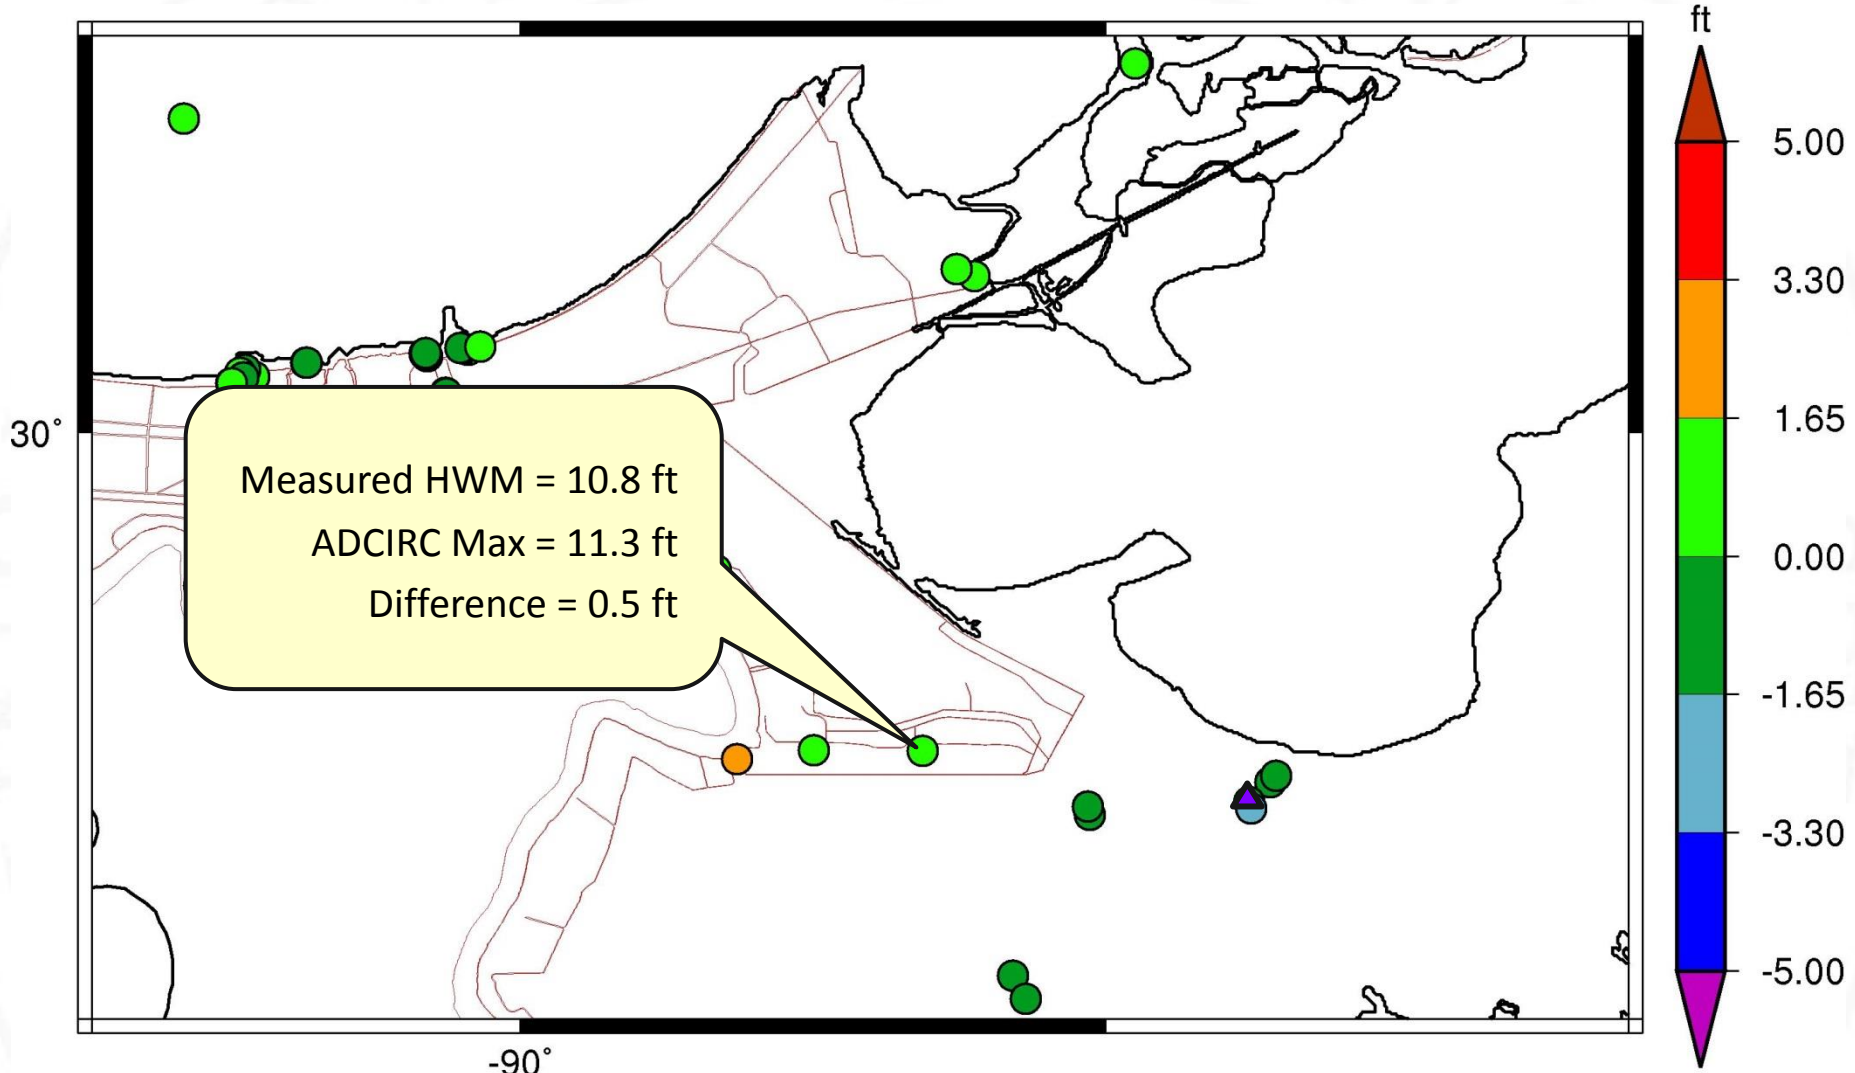 ft
5.00
3.30
1.65
0.00
-1.65
-3.30
-5.00
30°
Measured HWM = 10.8 ft
ADCIRC Max = 11.3 ft
Difference = 0.5 ft
-90°